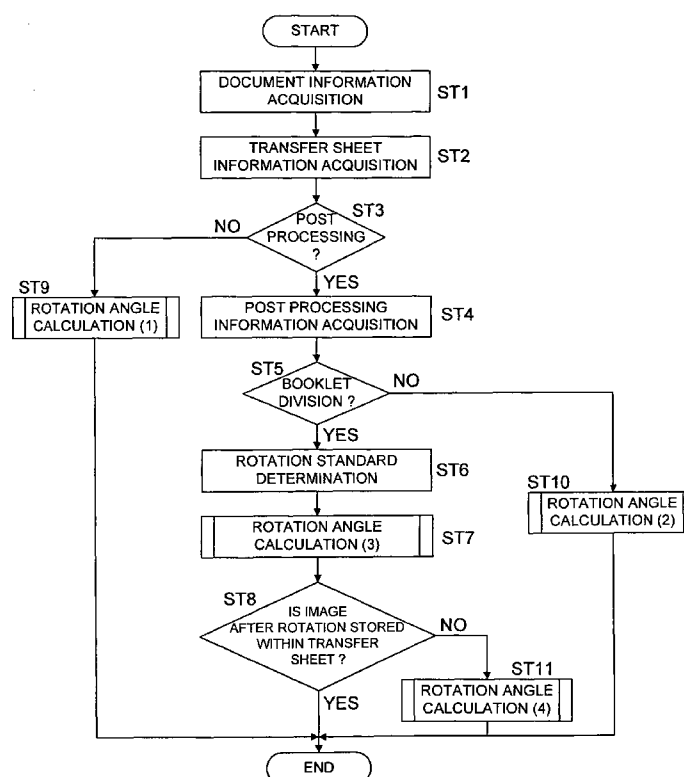 START
DOCUMENT INFORMATION
ACQUISITION
ST1
TRANSFER SHEET
INFORMATION ACQUISITION
ST2
ST3
POST
PROCESSING
?
NO
YES
ST9
ROTATION ANGLE
CALCULATION (1)
POST PROCESSING
INFORMATION ACQUISITION
ST4
ST5
BOOKLET
DIVISION ?
NO
YES
ROTATION STANDARD
DETERMINATION
ST6
ST10
ROTATION ANGLE
CALCULATION (2)
ROTATION ANGLE
CALCULATION (3)
ST7
ST8
IS IMAGE
AFTER ROTATION STORED
WITHIN TRANSFER
SHEET ?
NO
YES
ST11
ROTATION ANGLE
CALCULATION (4)
END